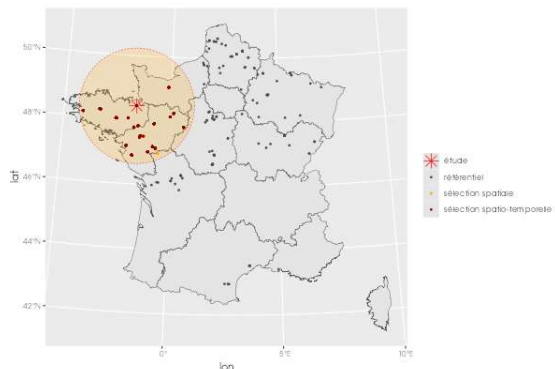 50°N
48°N
46°N
44°N
42°N
lat
0°
5°E
10°E
lon
étude
référentiel
sélection spatiale
sélection spatio-temporelle